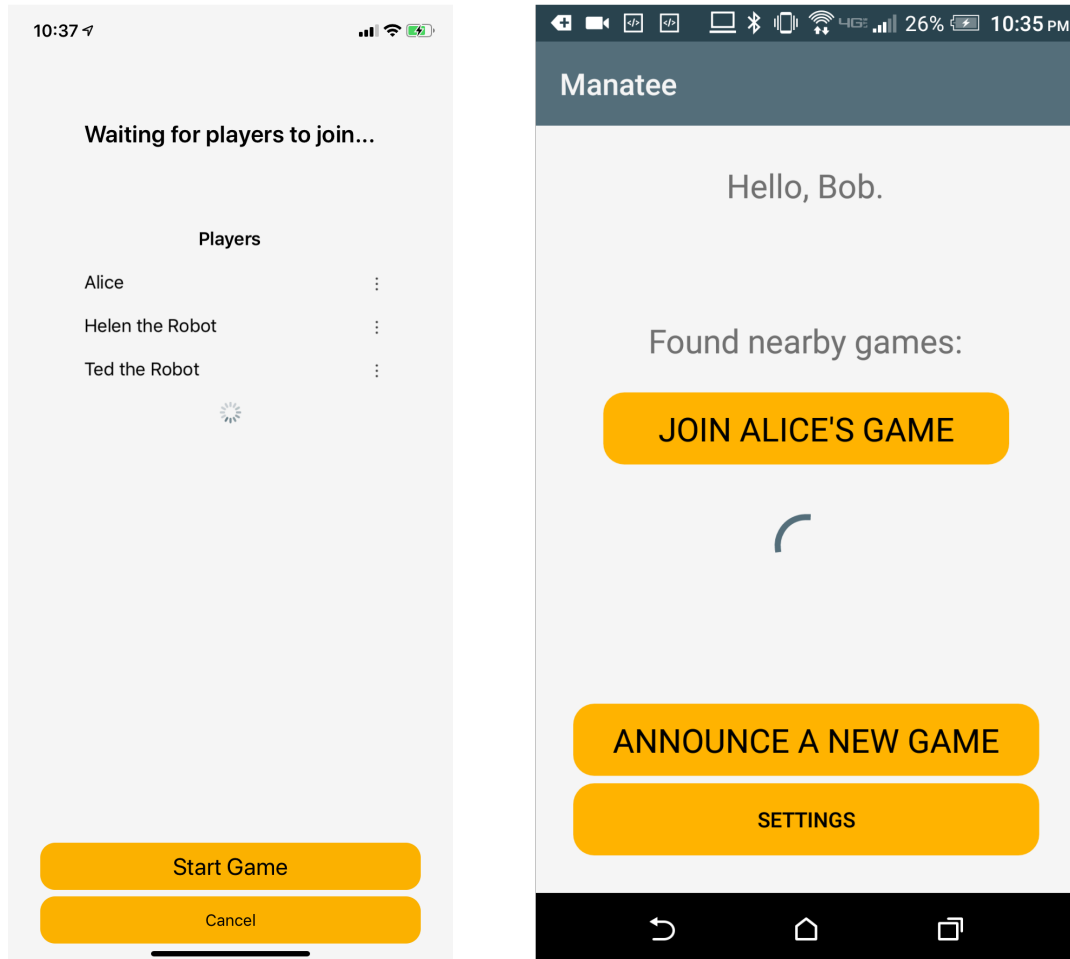 10:37
Waiting for players to join...
Players
Alice
Helen the Robot
Ted the Robot
Start Game
Cancel
4G 26% 10:35 PM
Manatee
Hello, Bob.
Found nearby games:
JOIN ALICE'S GAME
ANNOUNCE A NEW GAME
SETTINGS